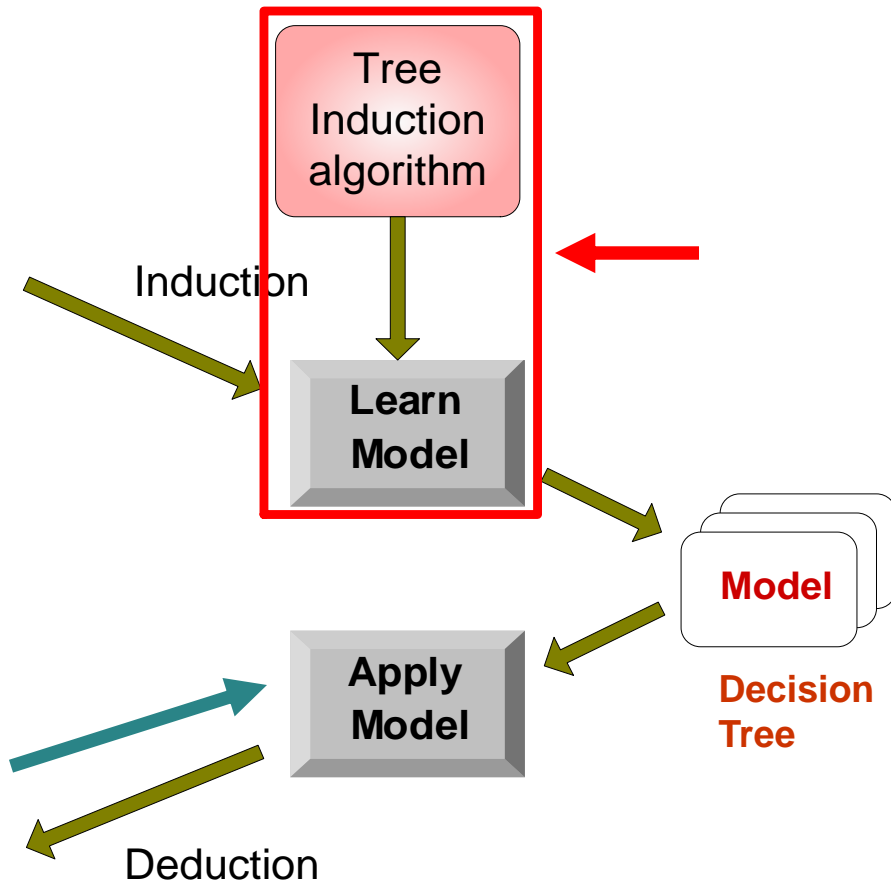 Tree
Induction
algorithm
Induction
Learn
Model
Model
Apply
Model
Decision
Tree
Deduction